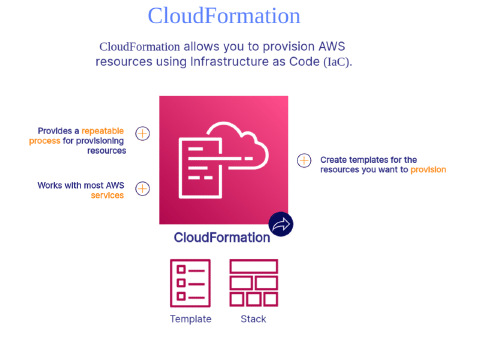 CloudFormation
CloudFormation allows you to provision AWS
resources using Infrastructure as Code (IaC).
Provides a repeatable
process for provisioning
resources
Works with most AWS
services
Create templates for the
resources you want to provision
CloudFormation
Template
Stack